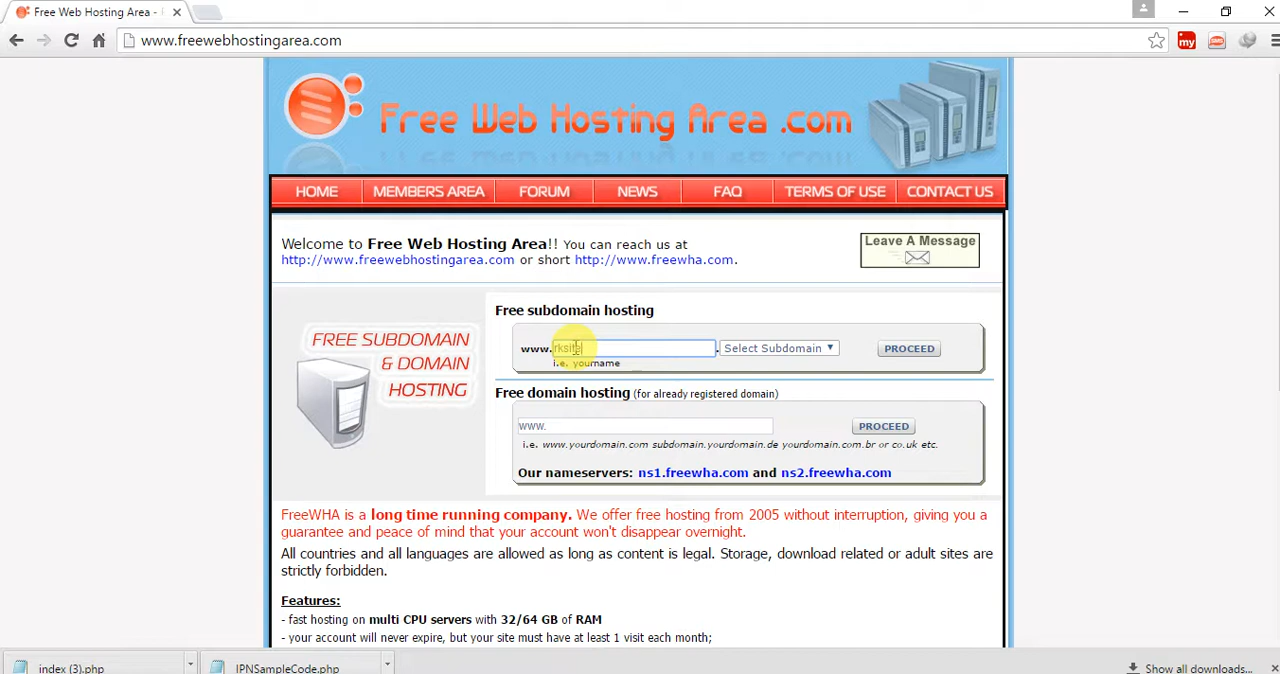 Free Web Hosting Area -
www.freewebhostingarea.com
my
Free Web Hosting Area .com
HOME MEMBERS AREA FORUM NEWS FAQ TERMS OF USE CONTACT US
Welcome to Free Web Hosting Area!! You can reach us at
http://www.freewebhostingarea.com or short http://www.freewha.com.
Leave A Message
FREE SUBDOMAIN
& DOMAIN
HOSTING
Free subdomain hosting
www. . Select Subdomain PROCEED
i.e. yourname
Free domain hosting (for already registered domain)
www. PROCEED
i.e. www.yourdomain.com subdomain.yourdomain.de yourdomain.com.br or co.uk etc.
Our nameservers: ns1.freewha.com and ns2.freewha.com
FreeWHA is a long time running company. We offer free hosting from 2005 without interruption, giving you a
guarantee and peace of mind that your account won't disappear overnight.
All countries and all languages are allowed as long as content is legal. Storage, download related or adult sites are
strictly forbidden.
Features:
- fast hosting on multi CPU servers with 32/64 GB of RAM
- your account will never expire, but your site must have at least 1 visit each month;
index (3).php IPNSampleCode.php Show all downloads...